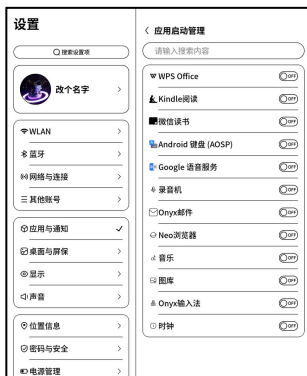 设置
搜索设置项
改个名字
WLAN
蓝牙
网络与连接
其他账号
应用与通知
桌面与屏保
显示
声音
位置信息
密码与安全
电源管理
应用启动管理
请输入搜索内容
WPS Office OFF
Kindle阅读 OFF
微信读书 OFF
Android 键盘 (AOSP) OFF
Google 语音服务 OFF
录音机 OFF
Onyx邮件 OFF
Neo浏览器 OFF
音乐 OFF
图库 OFF
Onyx输入法 OFF
时钟 OFF